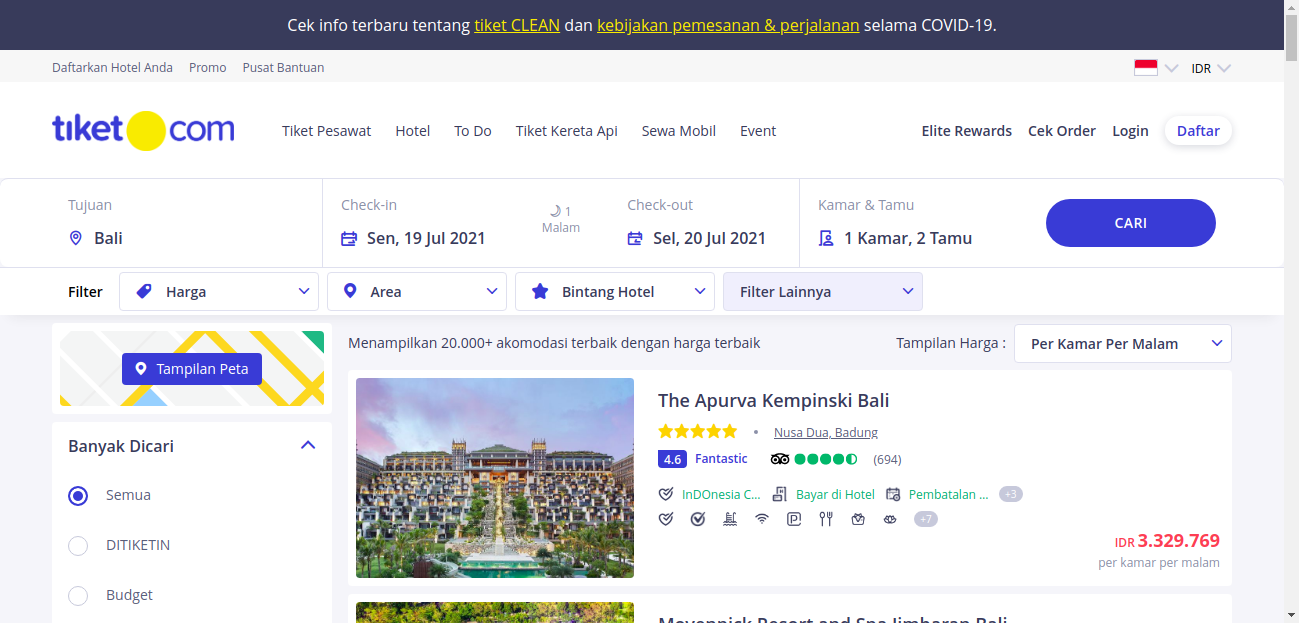 Cek info terbaru tentang tiket CLEAN dan kebijakan pemesanan & perjalanan selama COVID-19.
Daftarkan Hotel Anda Promo Pusat Bantuan IDR
tiket com Tiket Pesawat Hotel To Do Tiket Kereta Api Sewa Mobil Event Elite Rewards Cek Order Login Daftar
Tujuan Check-in 1 Malam Check-out Kamar & Tamu
Bali Sen, 19 Jul 2021 Sel, 20 Jul 2021 1 Kamar, 2 Tamu CARI
Filter Harga Area Bintang Hotel Filter Lainnya
Menampilkan 20.000+ akomodasi terbaik dengan harga terbaik Tampilan Harga : Per Kamar Per Malam
Tampilan Peta
Banyak Dicari
Semua
DITIKETIN
Budget
The Apurva Kempinski Bali
• Nusa Dua, Badung
4.6 Fantastic (694)
InDOnesia C... Bayar di Hotel Pembatalan ... +3
+7
IDR 3.329.769
per kamar per malam
Movenpick Resort and Spa Jimbaran Bali